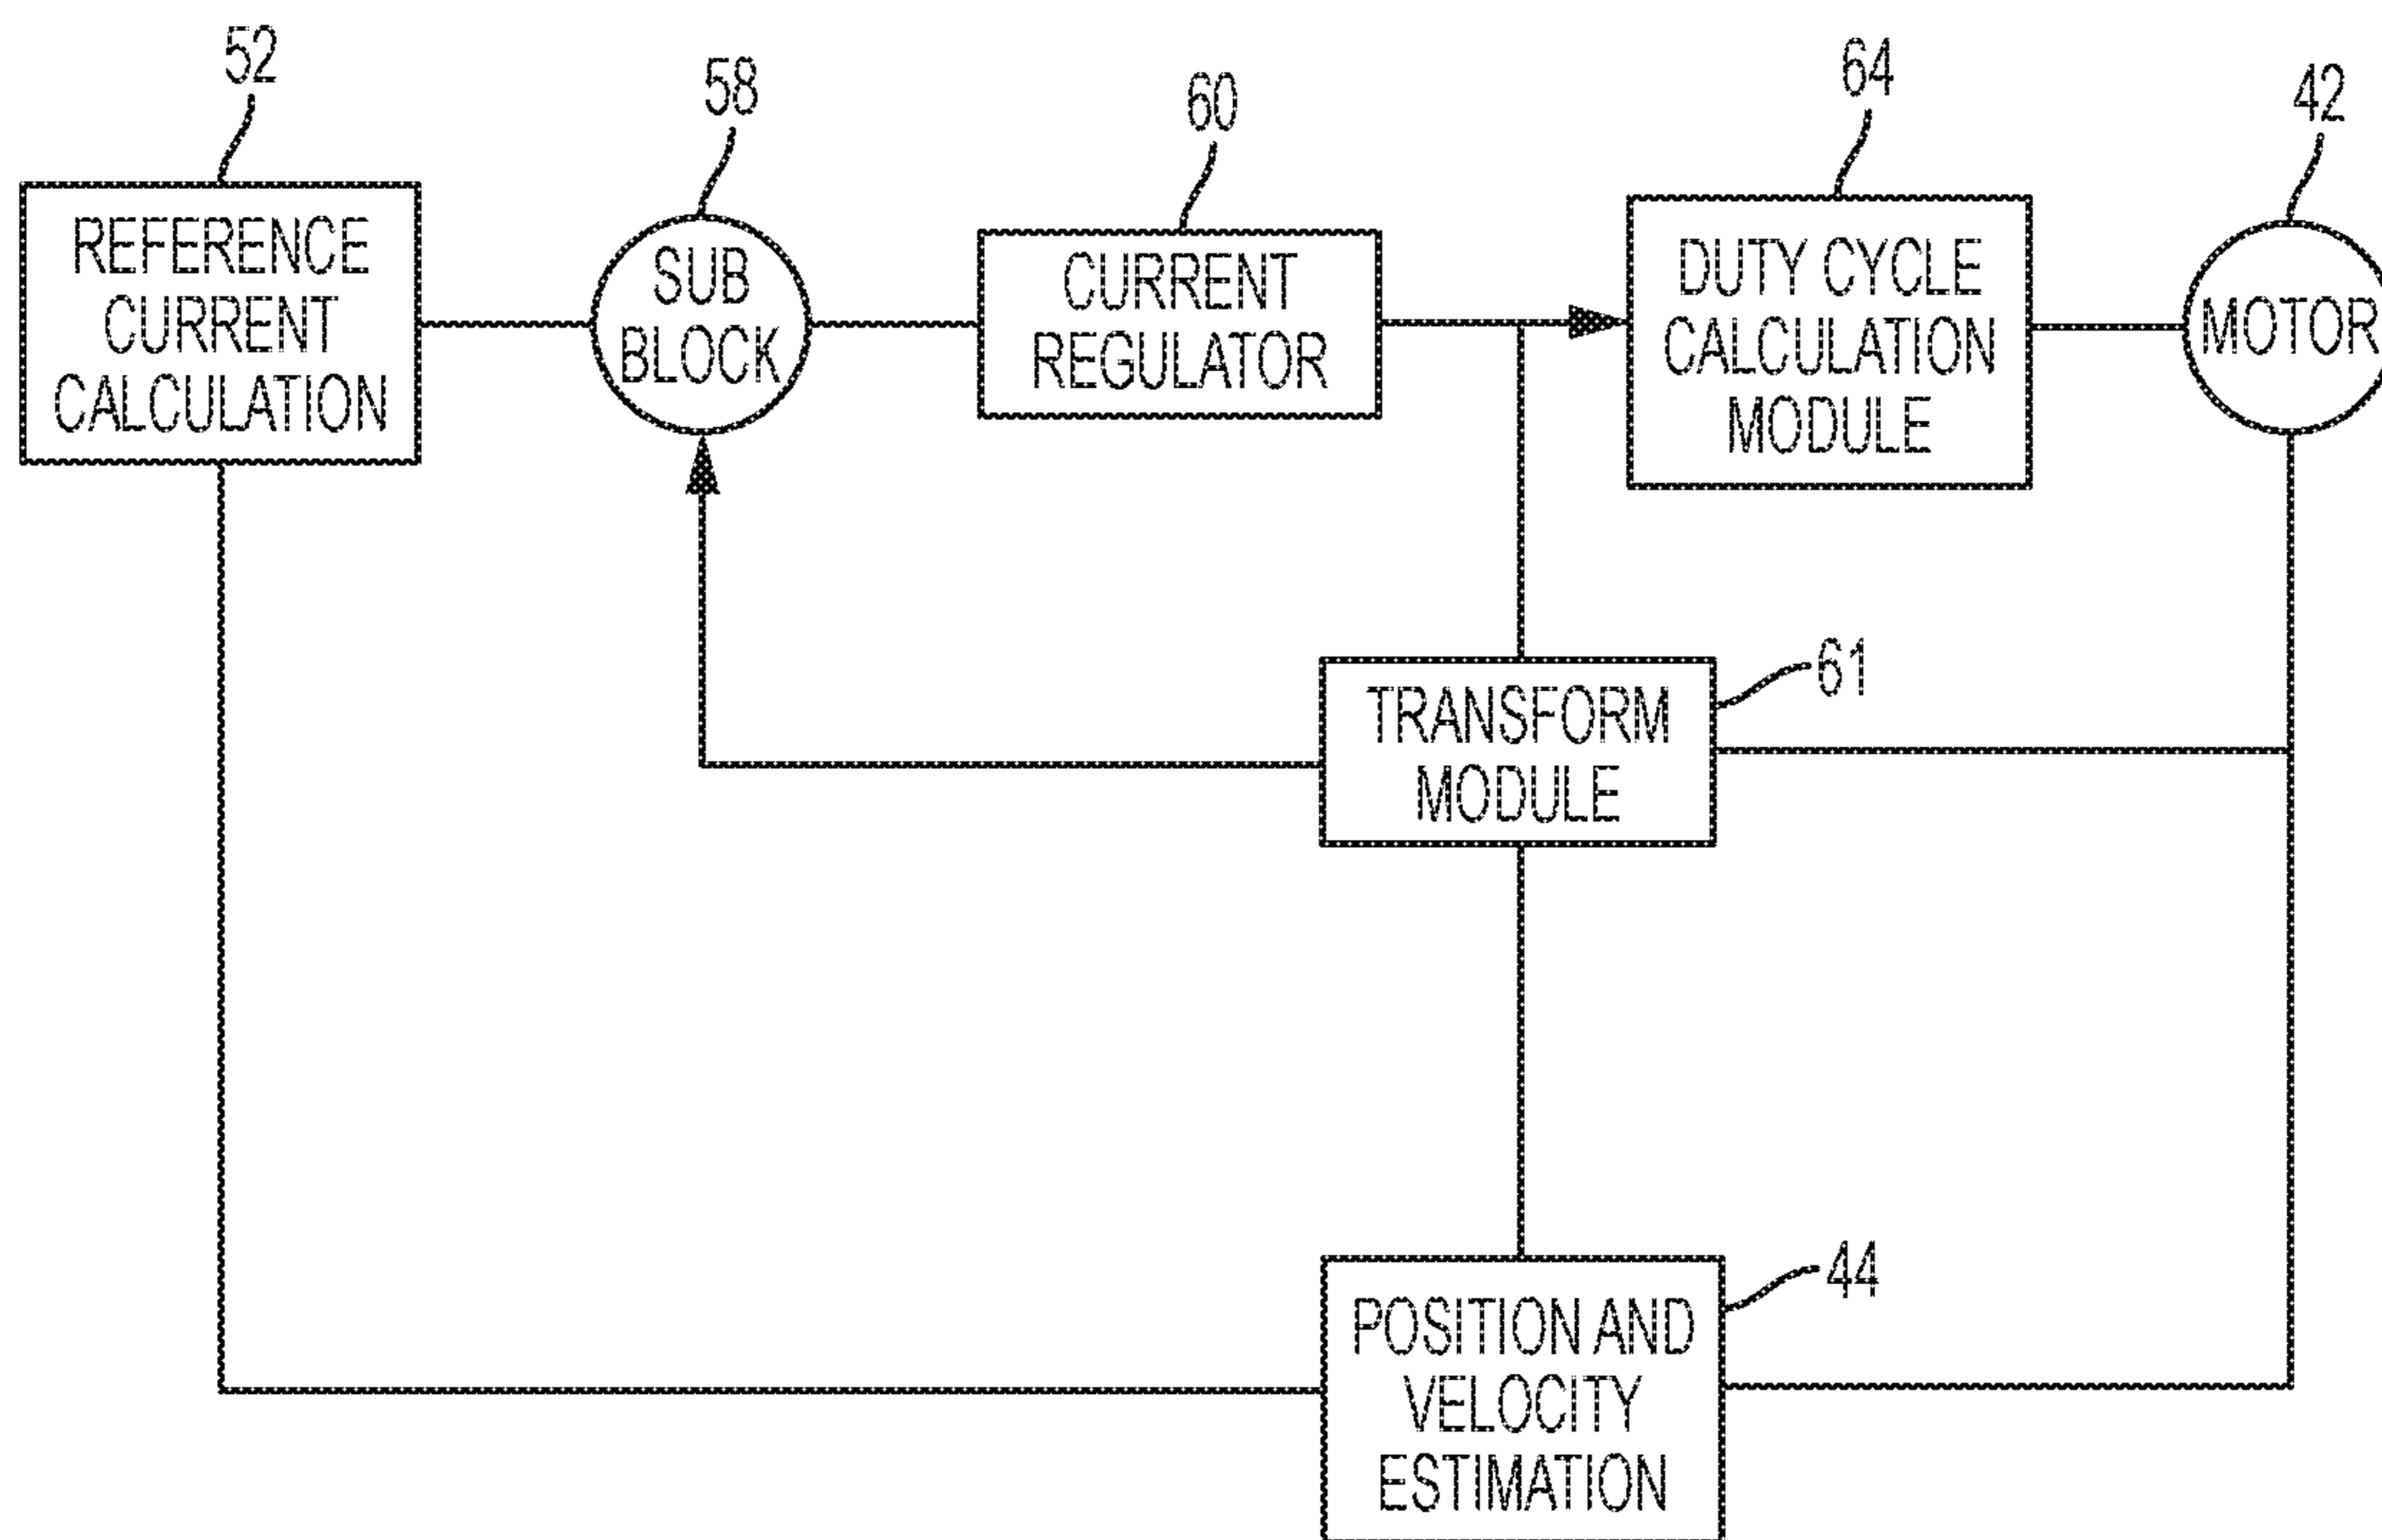 52
58
60
64
42
REFERENCE
CURRENT
CALCULATION
SUB
BLOCK
CURRENT
REGULATOR
DUTY CYCLE
CALCULATION
MODULE
MOTOR
61
TRANSFORM
MODULE
44
POSITION AND
VELOCITY
ESTIMATION